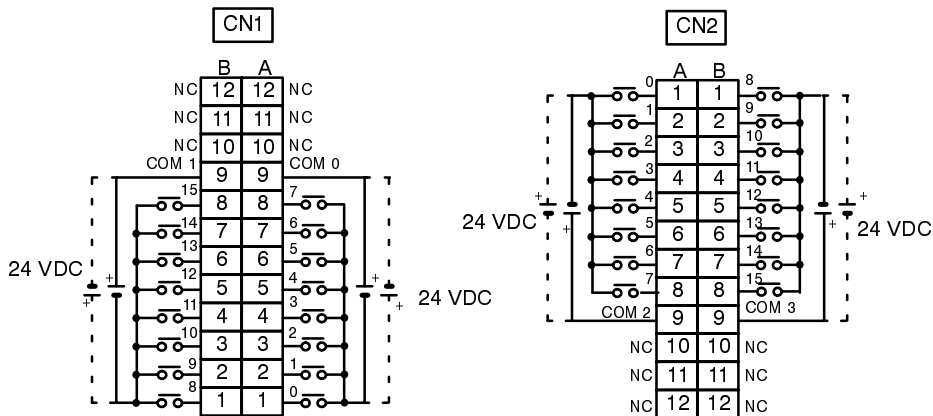 CN1
B A
NC 12 12 NC
NC 11 11 NC
NC 10 10 NC
COM 1 9 9 COM 0
15 8 8 7
14 7 7 6
13 6 6 5
12 5 5 4
11 4 4 3
10 3 3 2
9 2 2 1
8 1 1 0
24 VDC + + + + 24 VDC
CN2
A B
0 1 1 8
1 2 2 9
2 3 3 10
3 4 4 11
4 5 5 12
5 6 6 13
6 7 7 14
7 8 8 15
COM 2 9 9 COM 3
NC 10 10 NC
NC 11 11 NC
NC 12 12 NC
24 VDC + + + + 24 VDC